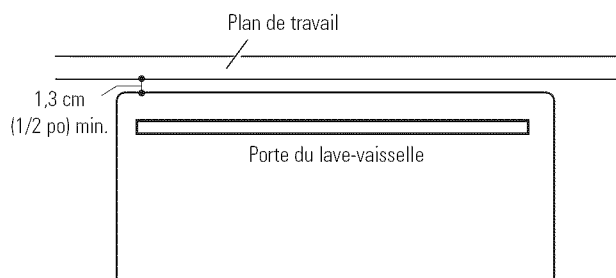 Plan de travail
1,3 cm
(1/2 po) min.
Porte du lave-vaisselle